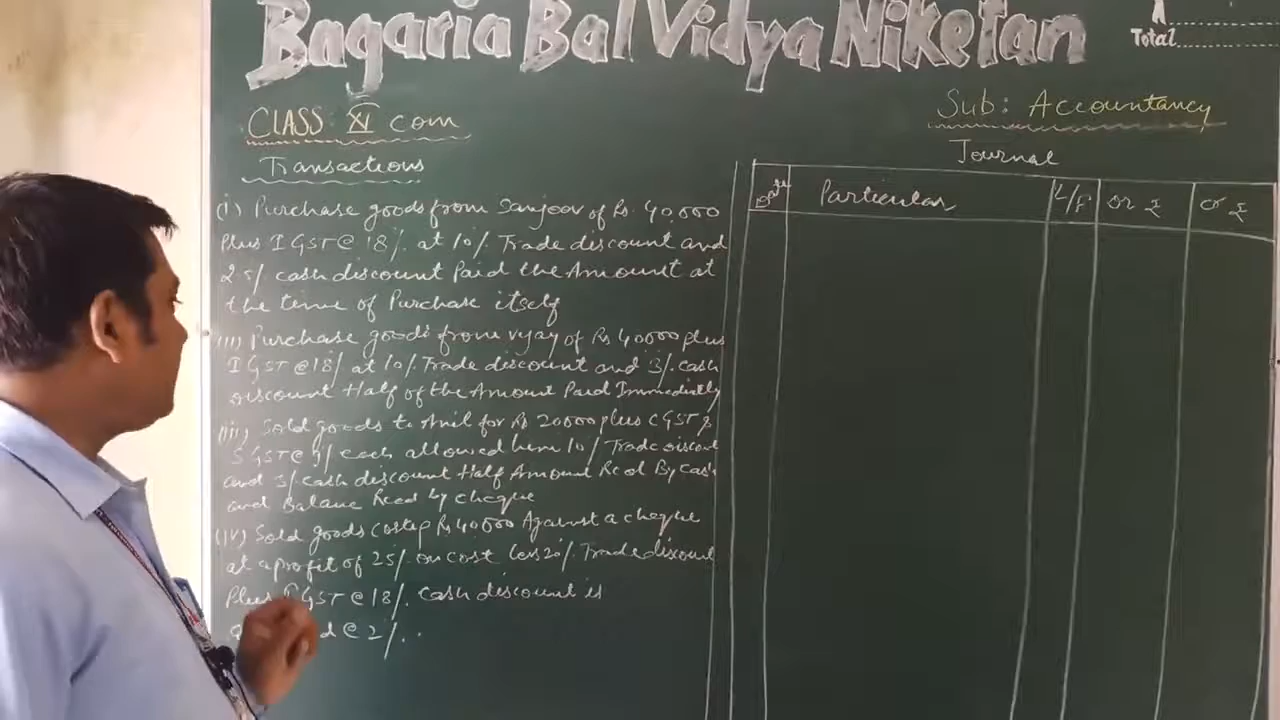 Bagaria Bal Vidya Niketan
Total
CLASS: XI com
Sub: Accountancy
Transactions
Journal
(i) Purchase goods from Sanjeev of Rs. 40,000
Plus IGST @ 18% at 10% Trade discount and
cash discount Paid the Amount at
the time of Purchase itself
(ii) Purchase goods from Vijay of Rs 40000 plus
IGST @ 18% at 10% Trade discount and 3% cash
Discount Half of the Amount Paid Immediatly
(iii) Sold goods to Anil for Rs 20000 plus CGST &
SGST @ 9% each allowed him 10% Trade
and 3% cash discount Half Amount Recd By Cash
and Balance Recd by cheque
(iv) Sold goods Rs 40000 Against a cheque
at a profit of 25% on cost less 20% Trade discount
Plus IGST @ 18%. Cash discount is
@ 2%..
Date
Particular
L/F
Dr ₹
Cr ₹